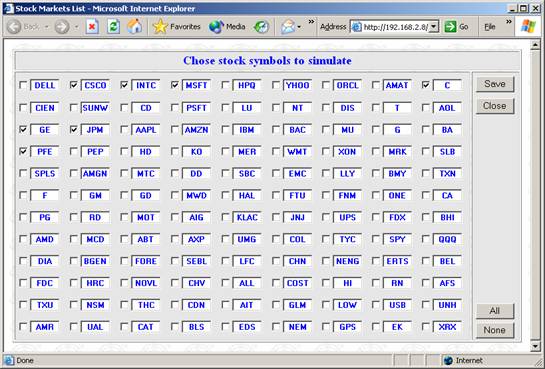 Stock Markets List - Microsoft Internet Explorer
Back Search Favorites Media » Address http://192.168.2.8/ Go File »
Chose stock symbols to simulate
DELL CSCO INTC MSFT HPQ YHOO ORCL AMAT C Save
CIEN SUNW CD PSFT LU NT DIS T AOL Close
GE JPM AAPL AMZN IBM BAC MU G BA
PFE PEP HD KO MER WMT XON MRK SLB
SPLS AMGN MTC DD SBC EMC LLY BMY TXN
F GM GD MWD HAL FTU FNM ONE CA
PG RD MOT AIG KLAC JNJ UPS FDX BHI
AMD MCD ABT AXP UMG COL TYC SPY QQQ
DIA BGEN FORE SEBL LFC CHN NENG ERTS BEL
FDC HRC NOVL CHV ALL COST HI RN AFS
TXU NSM THC CDN AIT GLM LOW USB UNH All
AMR UAL CAT BLS EDS NEM GPS EK XRX None
Done Internet